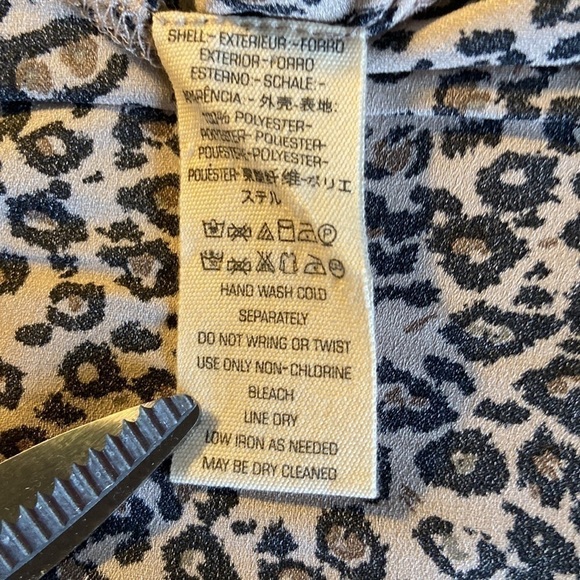 SHELL-EXTERIEUR-FORRO
EXTERIOR-FORRO
ESTERNO-SCHALE-
PARÊNCIA-外壳.表地:
100% POLYESTER-
POLYESTER-POLIESTER-
POLIESTER-POLYESTER-
POLIÉSTER-聚酯纤维-ポリエ
ステル
P
HAND WASH COLD
SEPARATELY
DO NOT WRING OR TWIST
USE ONLY NON-CHLORINE
BLEACH
LINE DRY
LOW IRON AS NEEDED
MAY BE DRY CLEANED